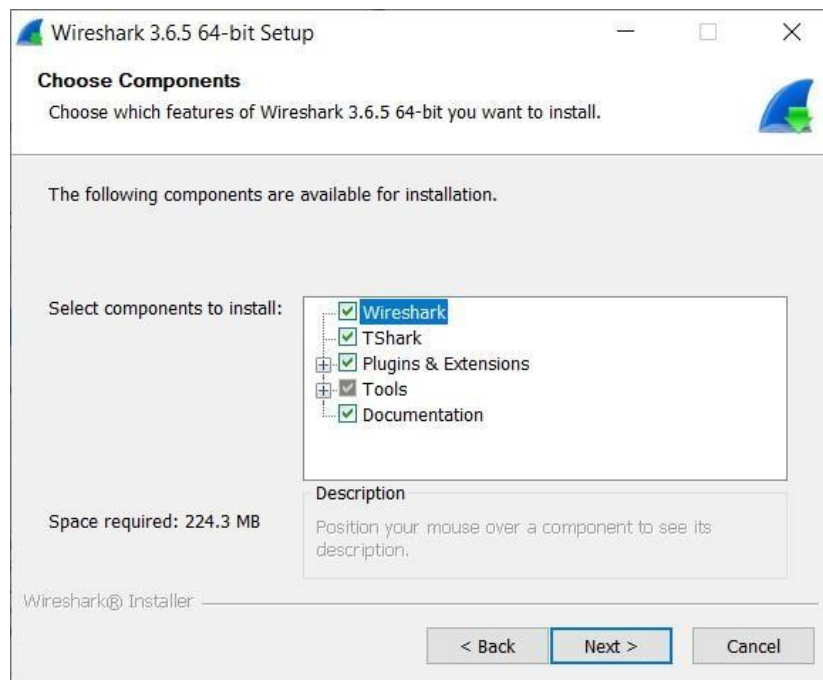 Wireshark 3.6.5 64-bit Setup
Choose Components
Choose which features of Wireshark 3.6.5 64-bit you want to install.
The following components are available for installation.
Select components to install:
Wireshark
TShark
Plugins & Extensions
Tools
Documentation
Space required: 224.3 MB
Description
Position your mouse over a component to see its
description.
Wireshark® Installer
< Back
Next >
Cancel